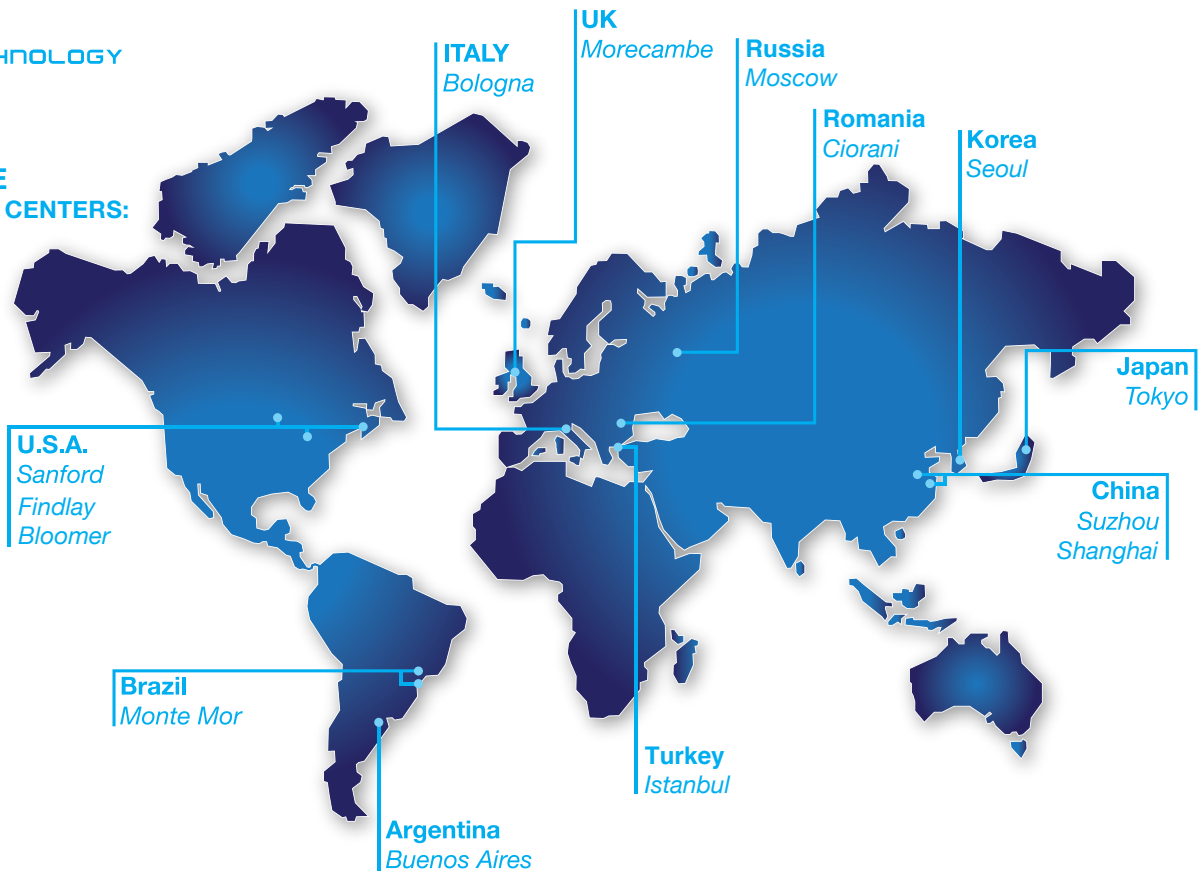 UK
Morecambe
ITALY
Bologna
Russia
Moscow
Romania
Ciorani
Korea
Seoul
CENTERS:
Japan
Tokyo
U.S.A.
Sanford
Findlay
Bloomer
China
Suzhou
Shanghai
Brazil
Monte Mor
Turkey
Istanbul
Argentina
Buenos Aires